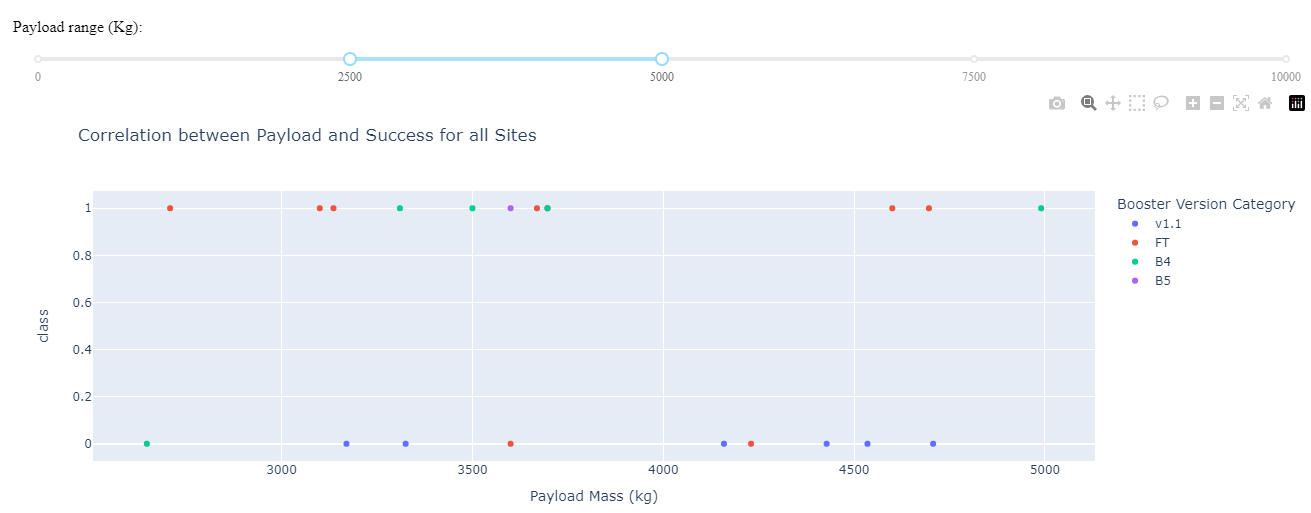 Payload range (Kg):
0 2500 5000 7500 10000
Correlation between Payload and Success for all Sites
1
0.8
0.6
0.4
0.2
0
class
3000 3500 4000 4500 5000
Payload Mass (kg)
Booster Version Category
v1.1
FT
B4
B5